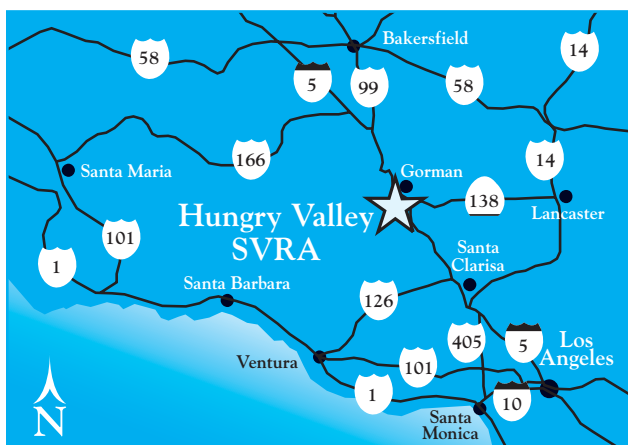 Bakersfield
14
58
5
99
58
166
14
Santa Maria
Gorman
138
Lancaster
Hungry Valley
SVRA
101
1
Santa
Clarisa
Santa Barbara
126
405
5
Los
Angeles
Ventura
101
1
10
Santa
Monica
N